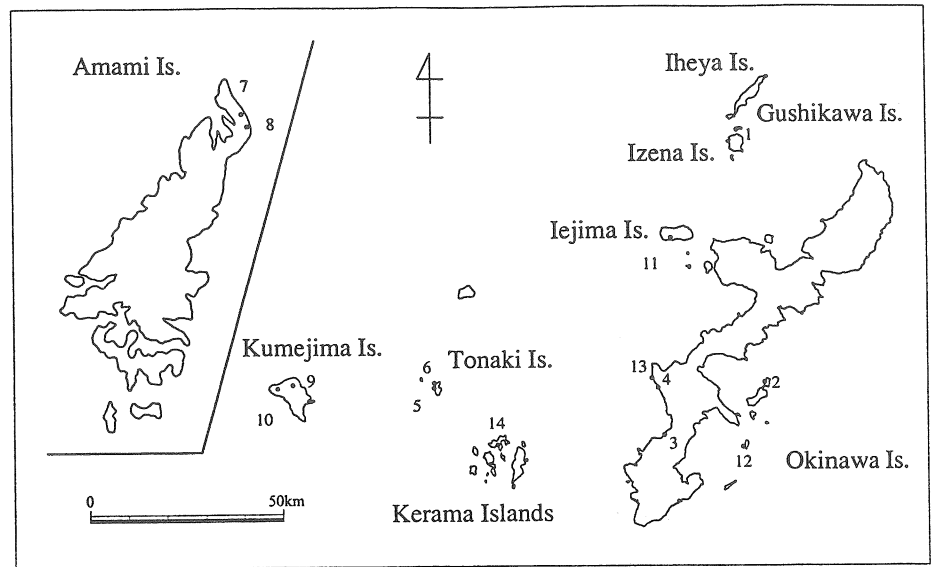 Amami Is.
7
8
Iheya Is.
Gushikawa Is.
1
Izena Is.
Iejima Is.
11
Kumejima Is.
9
10
6
Tonaki Is.
5
14
Kerama Islands
13
4
2
3
12
Okinawa Is.
0
50km